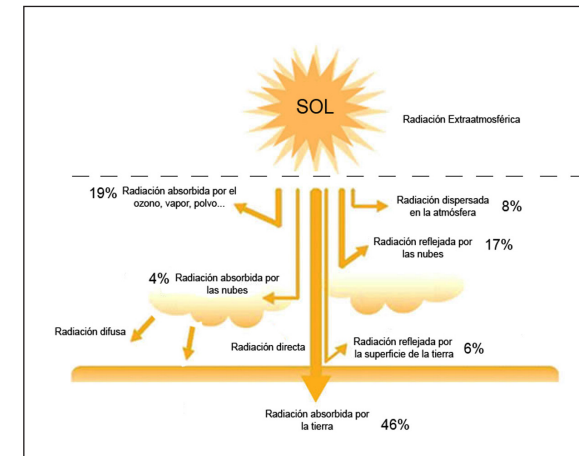 SOL
Radiación Extraatmosférica
19% Radiación absorbida por el
ozono, vapor, polvo...
Radiación dispersada
en la atmósfera
8%
Radiación reflejada por
las nubes
17%
4% Radiación absorbida por
las nubes
Radiación difusa
Radiación directa
Radiación reflejada por
la superficie de la tierra
6%
Radiación absorbida por
la tierra
46%